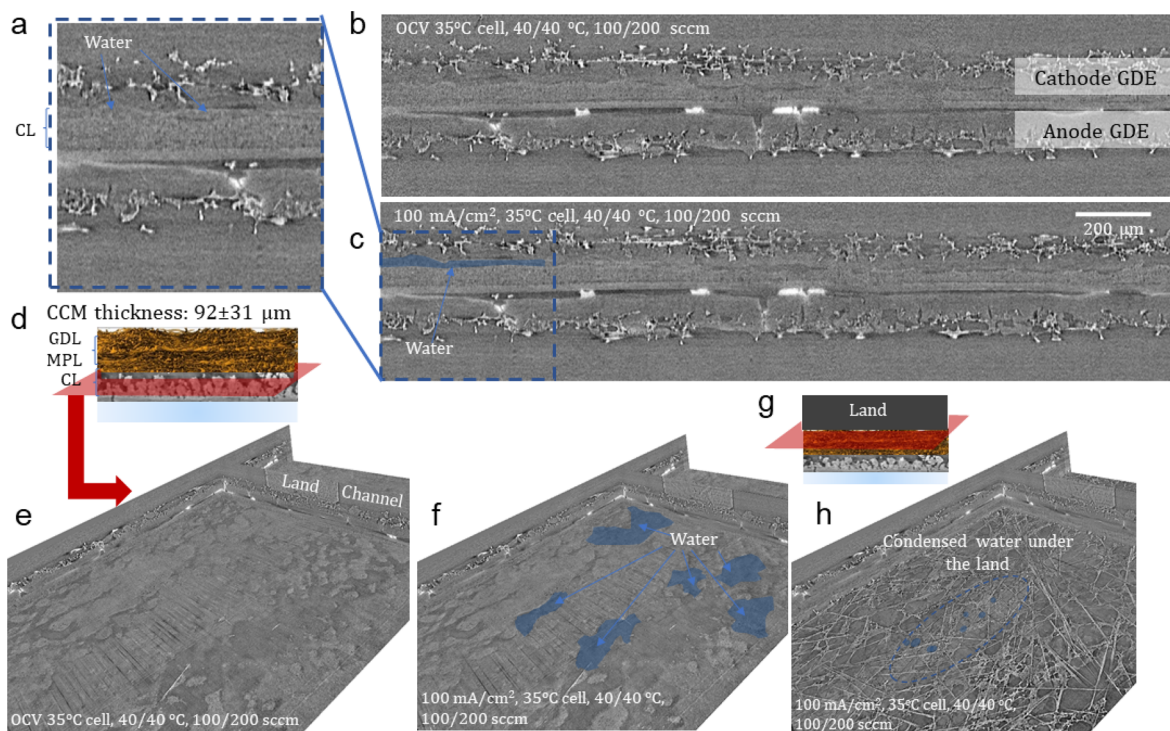 a
Water
CL
b
OCV 35°C cell, 40/40 °C, 100/200 sccm
Cathode GDE
Anode GDE
c
100 mA/cm², 35°C cell, 40/40 °C, 100/200 sccm
200 µm
Water
d
CCM thickness: 92±31 µm
GDL
MPL
CL
g
Land
e
Land
Channel
OCV 35°C cell, 40/40 °C, 100/200 sccm
f
Water
100 mA/cm², 35°C cell, 40/40 °C,
100/200 sccm
h
Condensed water under
the land
100 mA/cm², 35°C cell, 40/40 °C,
100/200 sccm